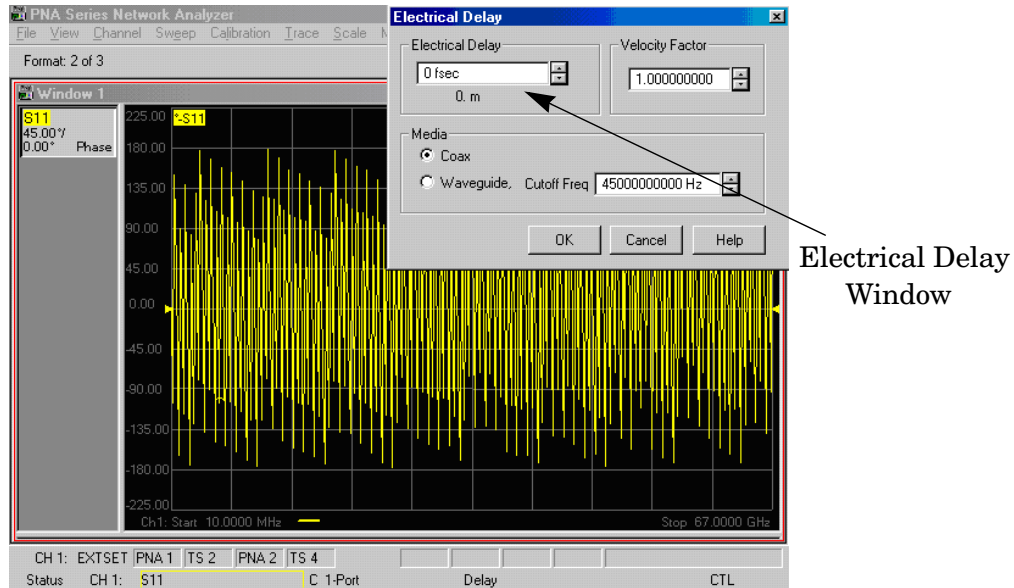 PNA Series Network Analyzer
File View Channel Sweep Calibration Trace Scale
Format: 2 of 3
Window 1
S11
45.00°/
0.00° Phase
225.00
180.00
135.00
90.00
45.00
0.00
-45.00
-90.00
-135.00
-180.00
-225.00
°-S11
Ch1: Start 10.0000 MHz
Stop 67.0000 GHz
CH 1: EXTSET PNA 1 TS 2 PNA 2 TS 4
Status CH 1: S11 C 1-Port Delay CTL
Electrical Delay
Electrical Delay
0 fsec
0. m
Velocity Factor
1.000000000
Media
Coax
Waveguide, Cutoff Freq 45000000000 Hz
OK Cancel Help
Electrical Delay
Window